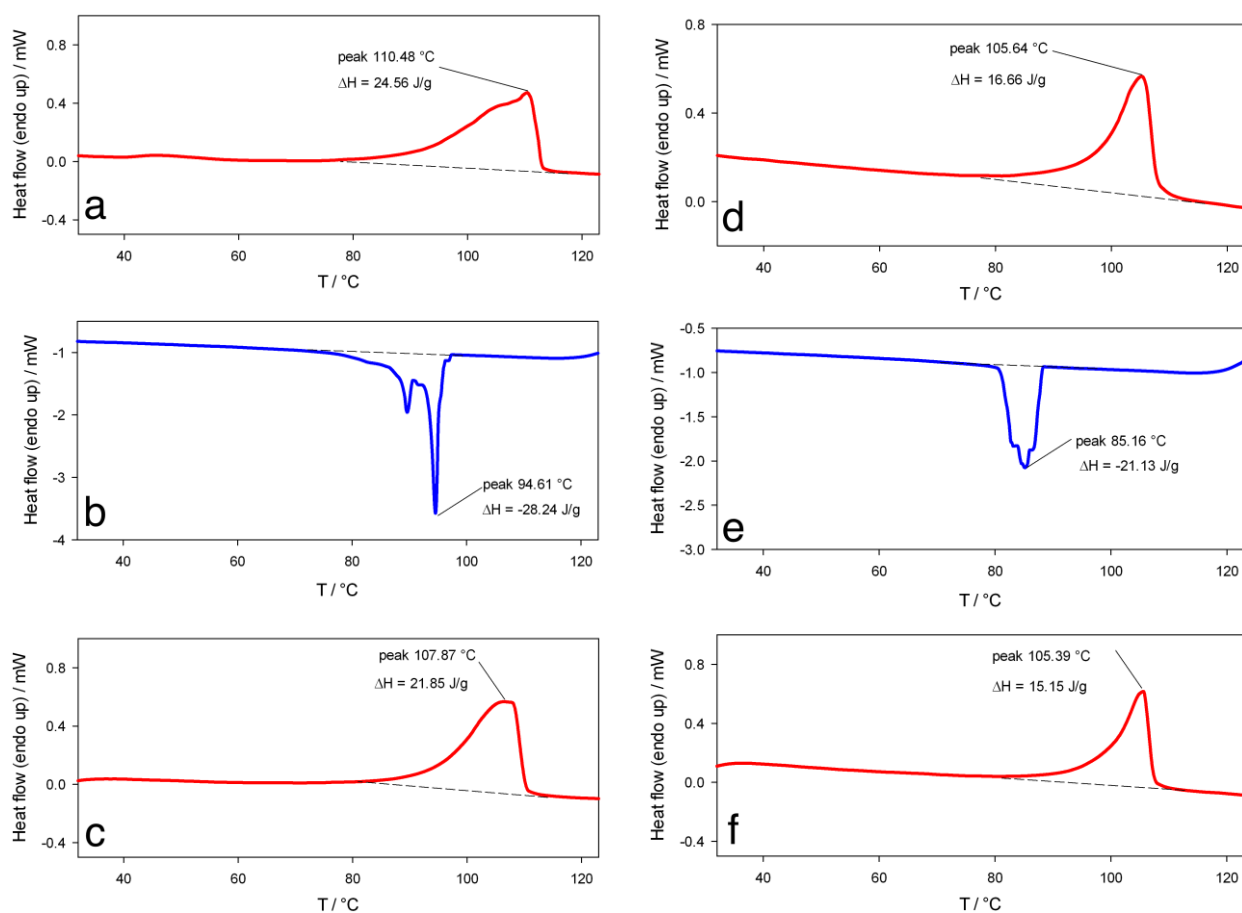 0.8
0.4
0.0
-0.4
Heat flow (endo up) / mW
peak 110.48 °C
ΔH = 24.56 J/g
a
40
60
80
100
120
T / °C
0.8
0.4
0.0
Heat flow (endo up) / mW
peak 105.64 °C
ΔH = 16.66 J/g
d
40
60
80
100
120
T / °C
-1
-2
-3
-4
Heat flow (endo up) / mW
peak 94.61 °C
ΔH = -28.24 J/g
b
40
60
80
100
120
T / °C
-0.5
-1.0
-1.5
-2.0
-2.5
-3.0
Heat flow (endo up) / mW
peak 85.16 °C
ΔH = -21.13 J/g
e
40
60
80
100
120
T / °C
0.8
0.4
0.0
-0.4
Heat flow (endo up) / mW
peak 107.87 °C
ΔH = 21.85 J/g
c
40
60
80
100
120
T / °C
0.8
0.4
0.0
-0.4
Heat flow (endo up) / mW
peak 105.39 °C
ΔH = 15.15 J/g
f
40
60
80
100
120
T / °C